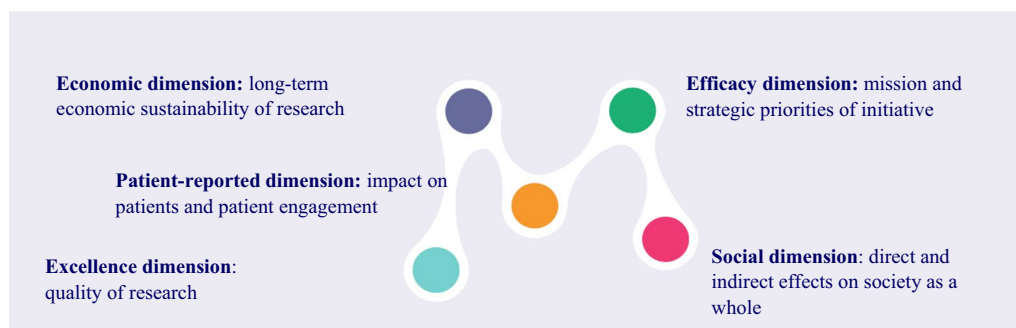 Economic dimension: long-term
economic sustainability of research
Efficacy dimension: mission and
strategic priorities of initiative
Patient-reported dimension: impact on
patients and patient engagement
Excellence dimension:
quality of research
Social dimension: direct and
indirect effects on society as a
whole